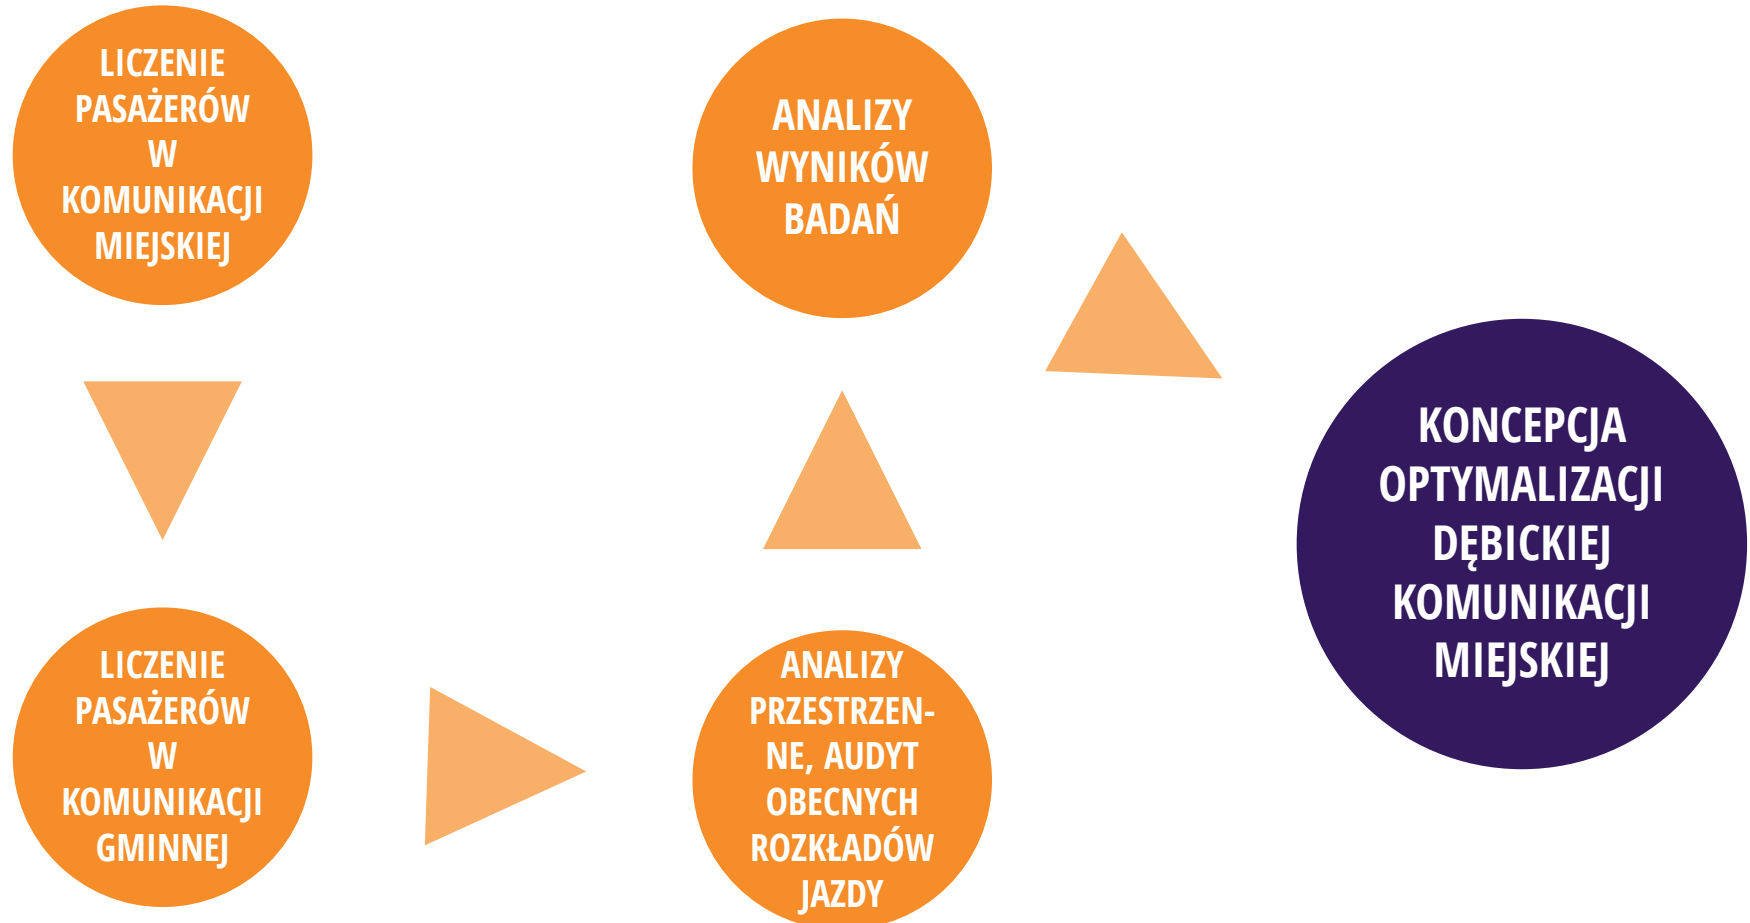 LICZENIE
PASAŻERÓW
W
KOMUNIKACJI
MIEJSKIEJ
LICZENIE
PASAŻERÓW
W
KOMUNIKACJI
GMINNEJ
ANALIZY
PRZESTRZEN-
NE, AUDYT
OBECNYCH
ROZKŁADÓW
JAZDY
ANALIZY
WYNIKÓW
BADAŃ
KONCEPCJA
OPTYMALIZACJI
DĘBICKIEJ
KOMUNIKACJI
MIEJSKIEJ